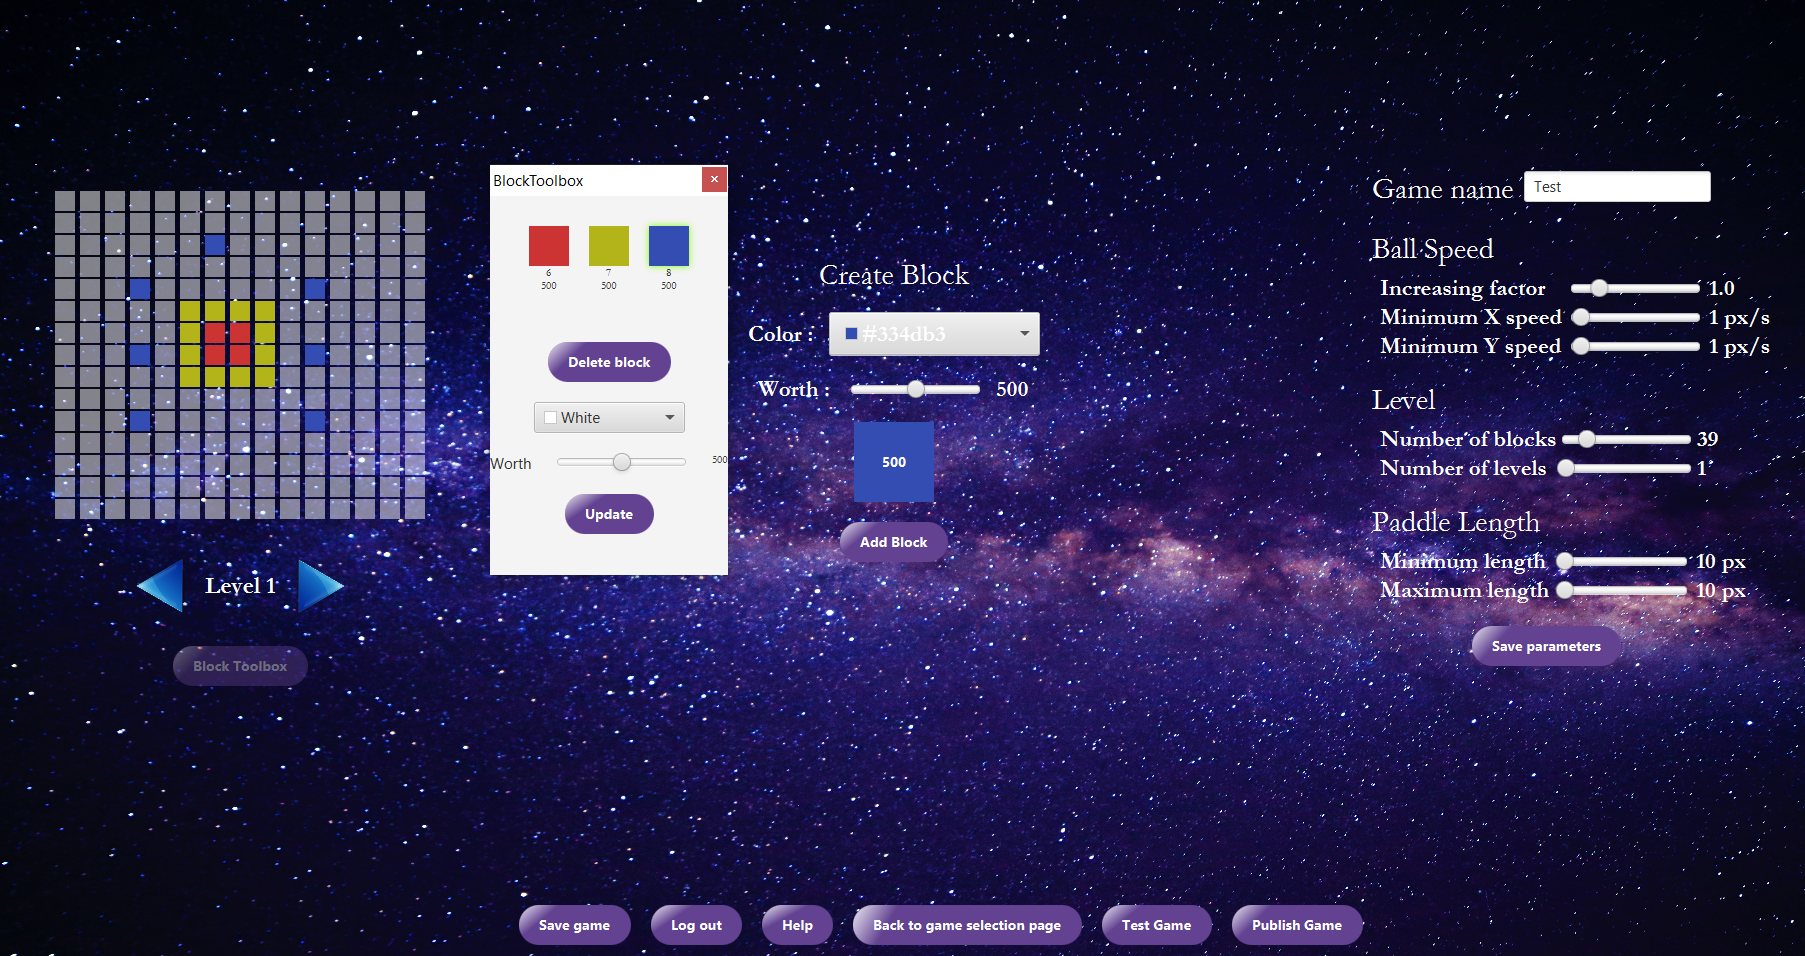 BlockToolbox
6
500
7
500
8
500
Delete block
White
Worth
500
Update
Level 1
Block Toolbox
Create Block
Color :
#334db3
Worth :
500
500
Add Block
Game name
Test
Ball Speed
Increasing factor
1.0
Minimum X speed
1 px/s
Minimum Y speed
1 px/s
Level
Number of blocks
39
Number of levels
1
Paddle Length
Minimum length
10 px
Maximum length
10 px
Save parameters
Save game
Log out
Help
Back to game selection page
Test Game
Publish Game